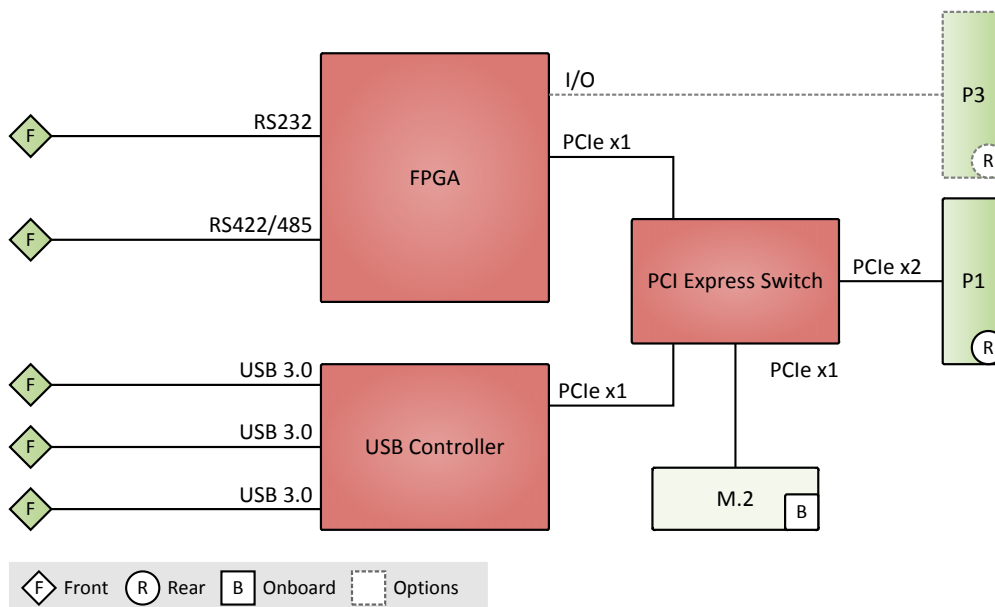 I/O
P3
R
F
RS232
PCIe x1
FPGA
F
RS422/485
PCI Express Switch
PCIe x2
P1
R
F
USB 3.0
PCIe x1
PCIe x1
F
USB 3.0
USB Controller
F
USB 3.0
M.2
B
F Front R Rear B Onboard Options